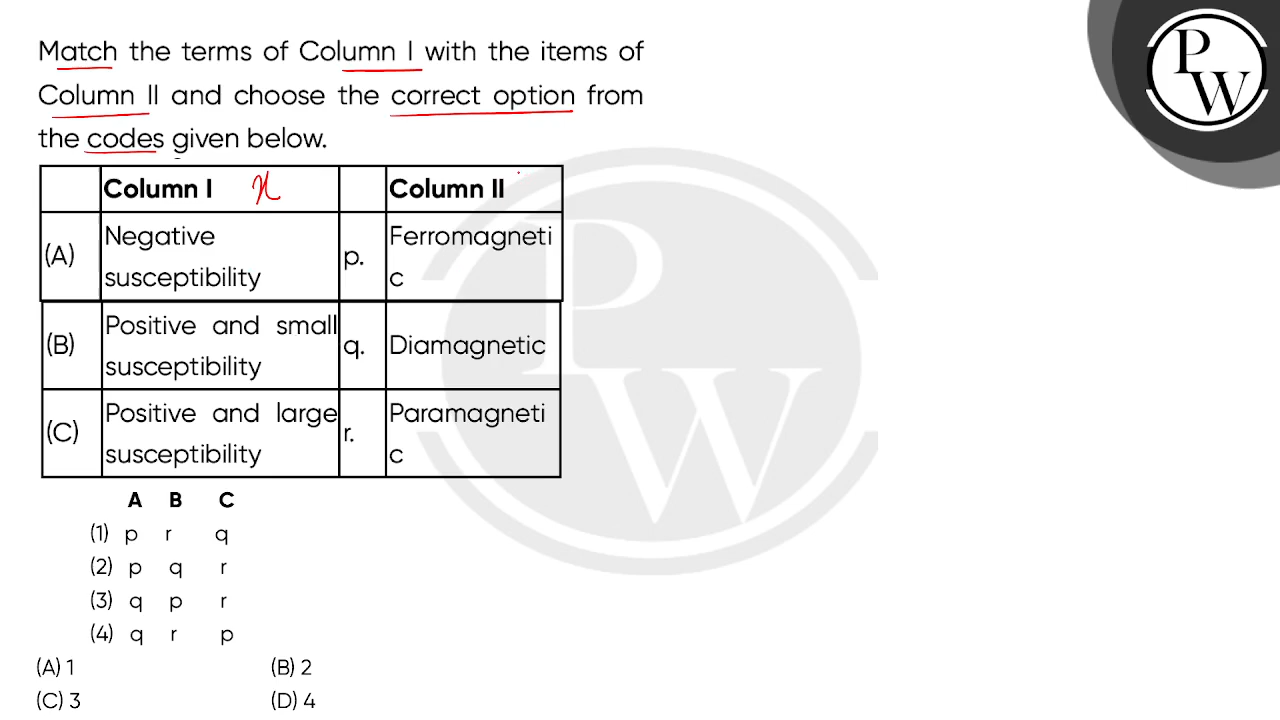 Match the terms of Column I with the items of
Column II and choose the correct option from
the codes given below.
Column I χ Column II
(A) Negative susceptibility p. Ferromagneti
c
(B) Positive and small susceptibility q. Diamagnetic
(C) Positive and large susceptibility r. Paramagneti
c
A B C
(1) p r q
(2) p q r
(3) q p r
(4) q r p
(A) 1 (B) 2
(C) 3 (D) 4
PW
PW